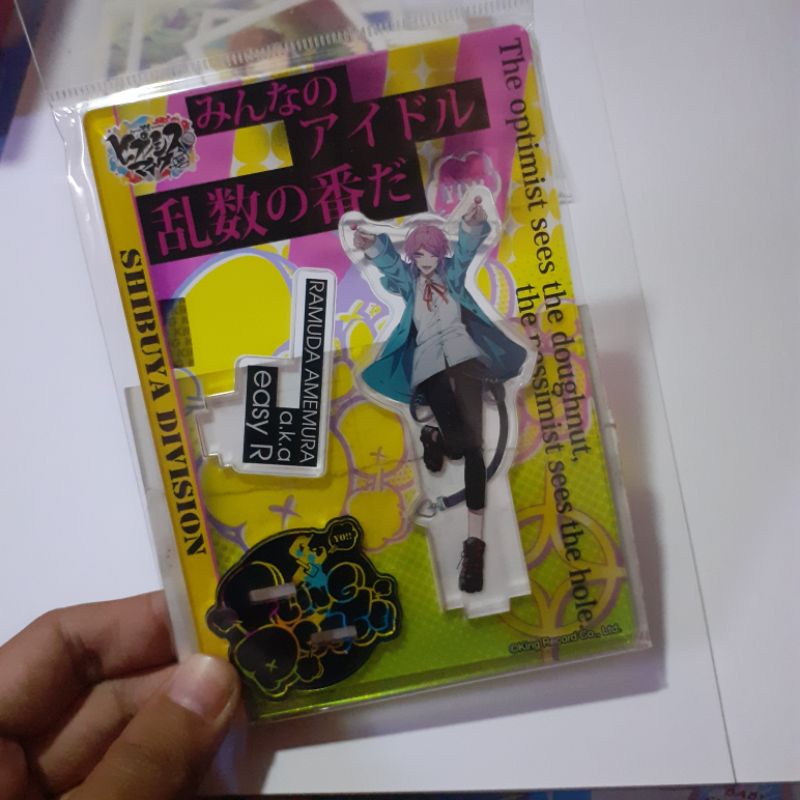 ヒプノシスマイク
みんなの
アイドル
乱数の番だ
YO!
The optimist sees the doughnut,
the pessimist sees the hole.
SHIBUYA DIVISION
RAMUDA AMEMURA
a.k.a
easy R
YO!!
©King Record Co., Ltd.